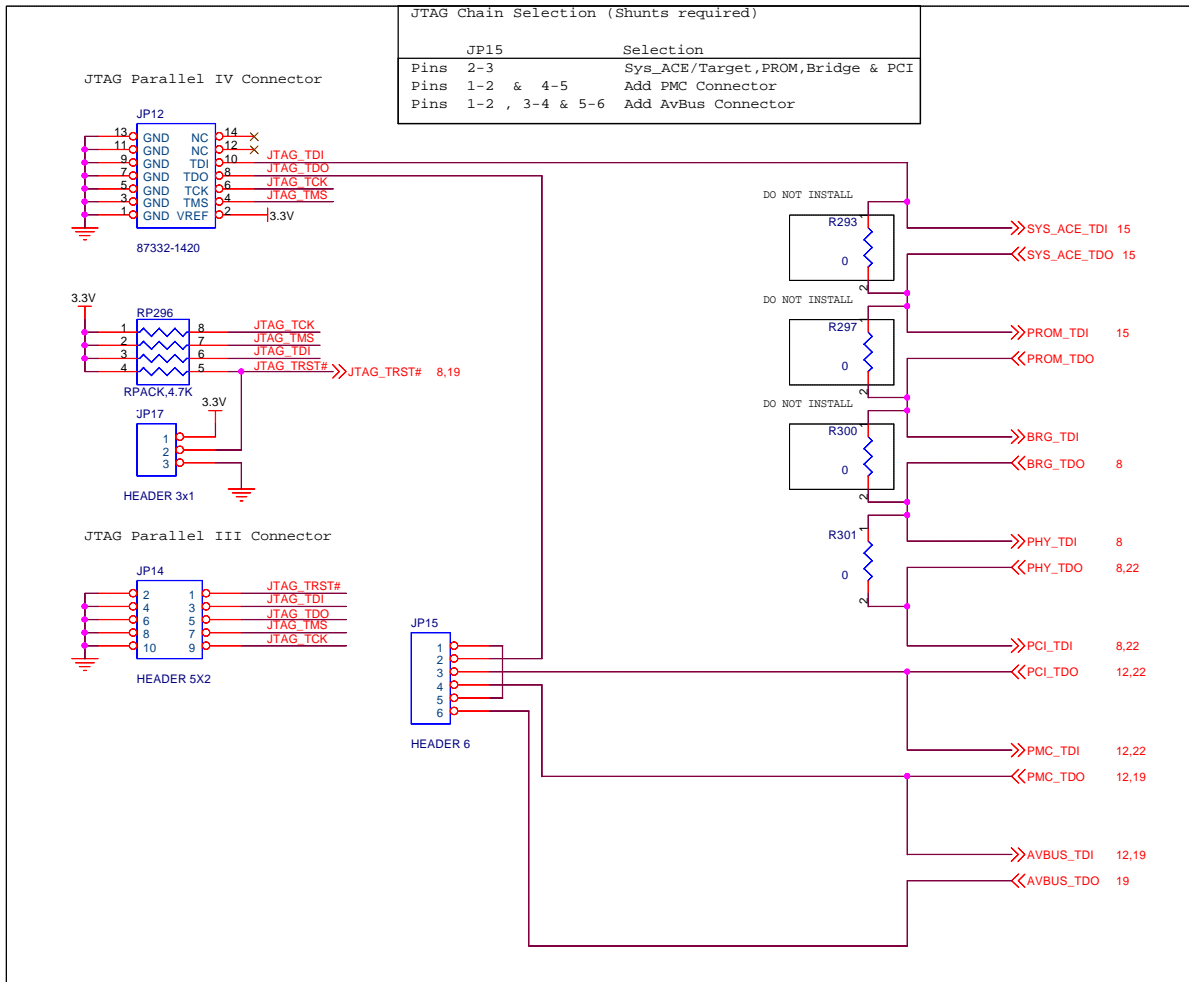 JTAG Chain Selection (Shunts required)
JP15 Selection
Pins 2-3 Sys_ACE/Target,PROM,Bridge & PCI
Pins 1-2 & 4-5 Add PMC Connector
Pins 1-2 , 3-4 & 5-6 Add AvBus Connector
JTAG Parallel IV Connector
JP12
13 GND NC 14
11 GND NC 12
9 GND TDI 10 JTAG_TDI
7 GND TDO 8 JTAG_TDO
5 GND TCK 6 JTAG_TCK
3 GND TMS 4 JTAG_TMS
1 GND VREF 2 3.3V
87332-1420
3.3V
RP296
1 8 JTAG_TCK
2 7 JTAG_TMS
3 6 JTAG_TDI
4 5 JTAG_TRST# JTAG_TRST# 8,19
RPACK,4.7K
JP17
3.3V
1
2
3
HEADER 3x1
JTAG Parallel III Connector
JP14
2 1 JTAG_TRST#
4 3 JTAG_TDI
6 5 JTAG_TDO
8 7 JTAG_TMS
10 9 JTAG_TCK
HEADER 5X2
JP15
1
2
3
4
5
6
HEADER 6
DO NOT INSTALL
R293
1
0
2
DO NOT INSTALL
R297
1
0
2
DO NOT INSTALL
R300
1
0
2
R301
1
0
2
SYS_ACE_TDI 15
SYS_ACE_TDO 15
PROM_TDI 15
PROM_TDO
BRG_TDI
BRG_TDO 8
PHY_TDI 8
PHY_TDO 8,22
PCI_TDI 8,22
PCI_TDO 12,22
PMC_TDI 12,22
PMC_TDO 12,19
AVBUS_TDI 12,19
AVBUS_TDO 19